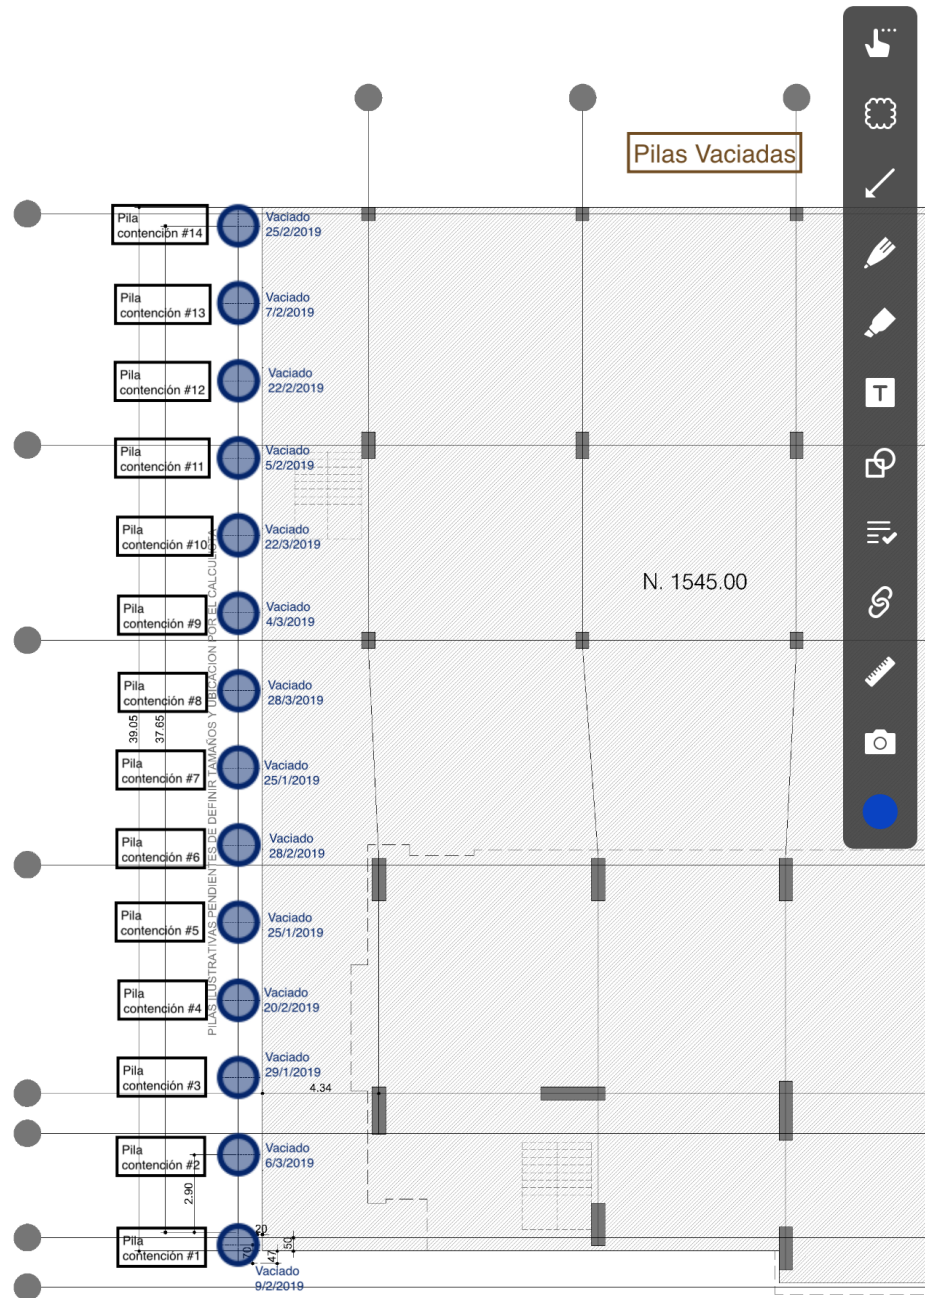 Pilas Vaciadas
Pila
contención #14
Vaciado
25/2/2019
Pila
contención #13
Vaciado
7/2/2019
Pila
contención #12
Vaciado
22/2/2019
Pila
contención #11
Vaciado
5/2/2019
Pila
contención #10
Vaciado
22/3/2019
N. 1545.00
Pila
contención #9
Vaciado
4/3/2019
Pila
contención #8
Vaciado
28/3/2019
39.05
37.65
PILAS ILUSTRATIVAS PENDIENTES DE DEFINIR TAMAÑOS Y UBICACION POR EL CALCULISTA
Pila
contención #7
Vaciado
25/1/2019
Pila
contención #6
Vaciado
28/2/2019
Pila
contención #5
Vaciado
25/1/2019
Pila
contención #4
Vaciado
20/2/2019
Pila
contención #3
Vaciado
29/1/2019
4.34
Pila
contención #2
Vaciado
6/3/2019
2.90
Pila
contención #1
20
70
47
50
Vaciado
9/2/2019
T